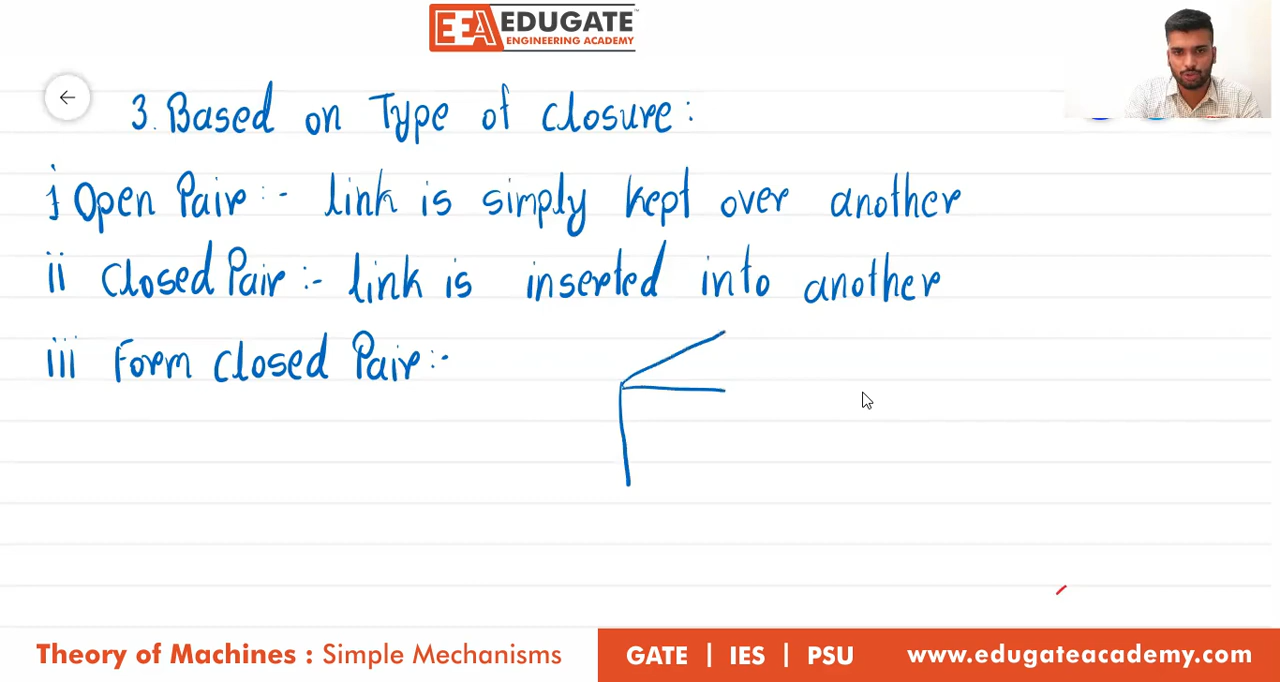 EEA EDUGATE
ENGINEERING ACADEMY
3. Based on Type of closure:
i Open Pair:- link is simply kept over another
ii Closed Pair:- link is inserted into another
iii Form closed Pair:-
Theory of Machines : Simple Mechanisms
GATE | IES | PSU
www.edugateacademy.com